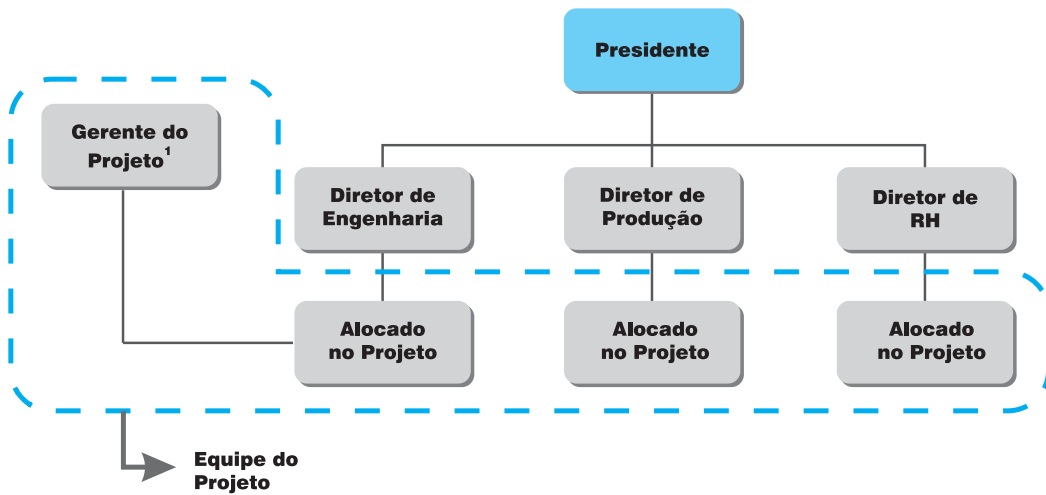 Presidente
Gerente do
Projeto¹
Diretor de
Engenharia
Diretor de
Produção
Diretor de
RH
Alocado
no Projeto
Alocado
no Projeto
Alocado
no Projeto
Equipe do
Projeto